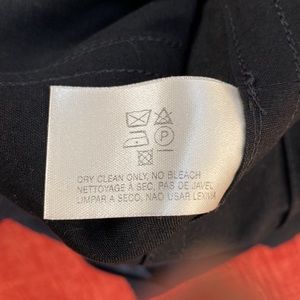 P
DRY CLEAN ONLY, NO BLEACH
NETTOYAGE À SEC, PAS DE JAVEL
LIMPAR A SECO, NAO USAR LEXIVIA